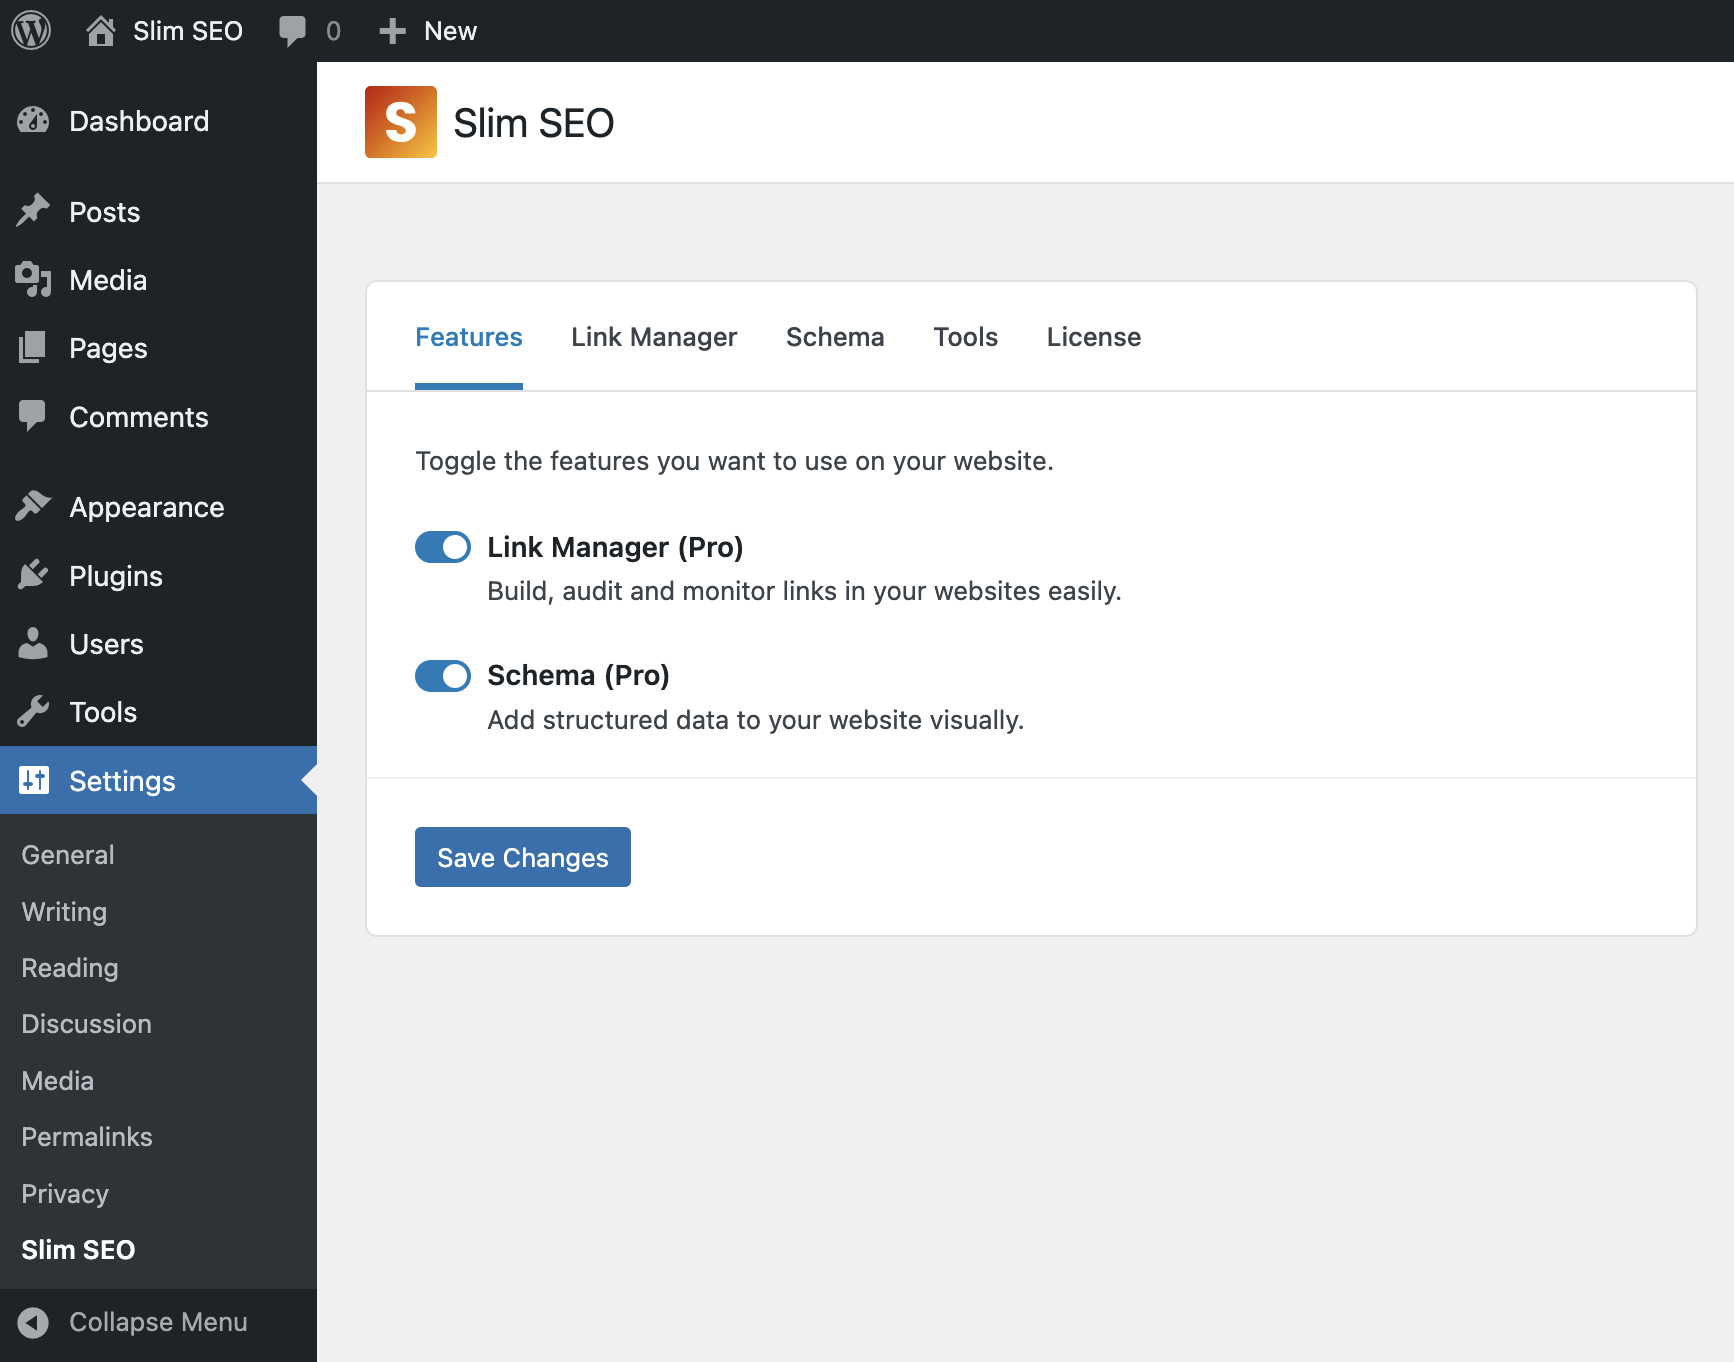 Slim SEO
0
New
Dashboard
Posts
Media
Pages
Comments
Appearance
Plugins
Users
Tools
Settings
General
Writing
Reading
Discussion
Media
Permalinks
Privacy
Slim SEO
Collapse Menu
S
Slim SEO
Features Link Manager Schema Tools License
Toggle the features you want to use on your website.
Link Manager (Pro)
Build, audit and monitor links in your websites easily.
Schema (Pro)
Add structured data to your website visually.
Save Changes